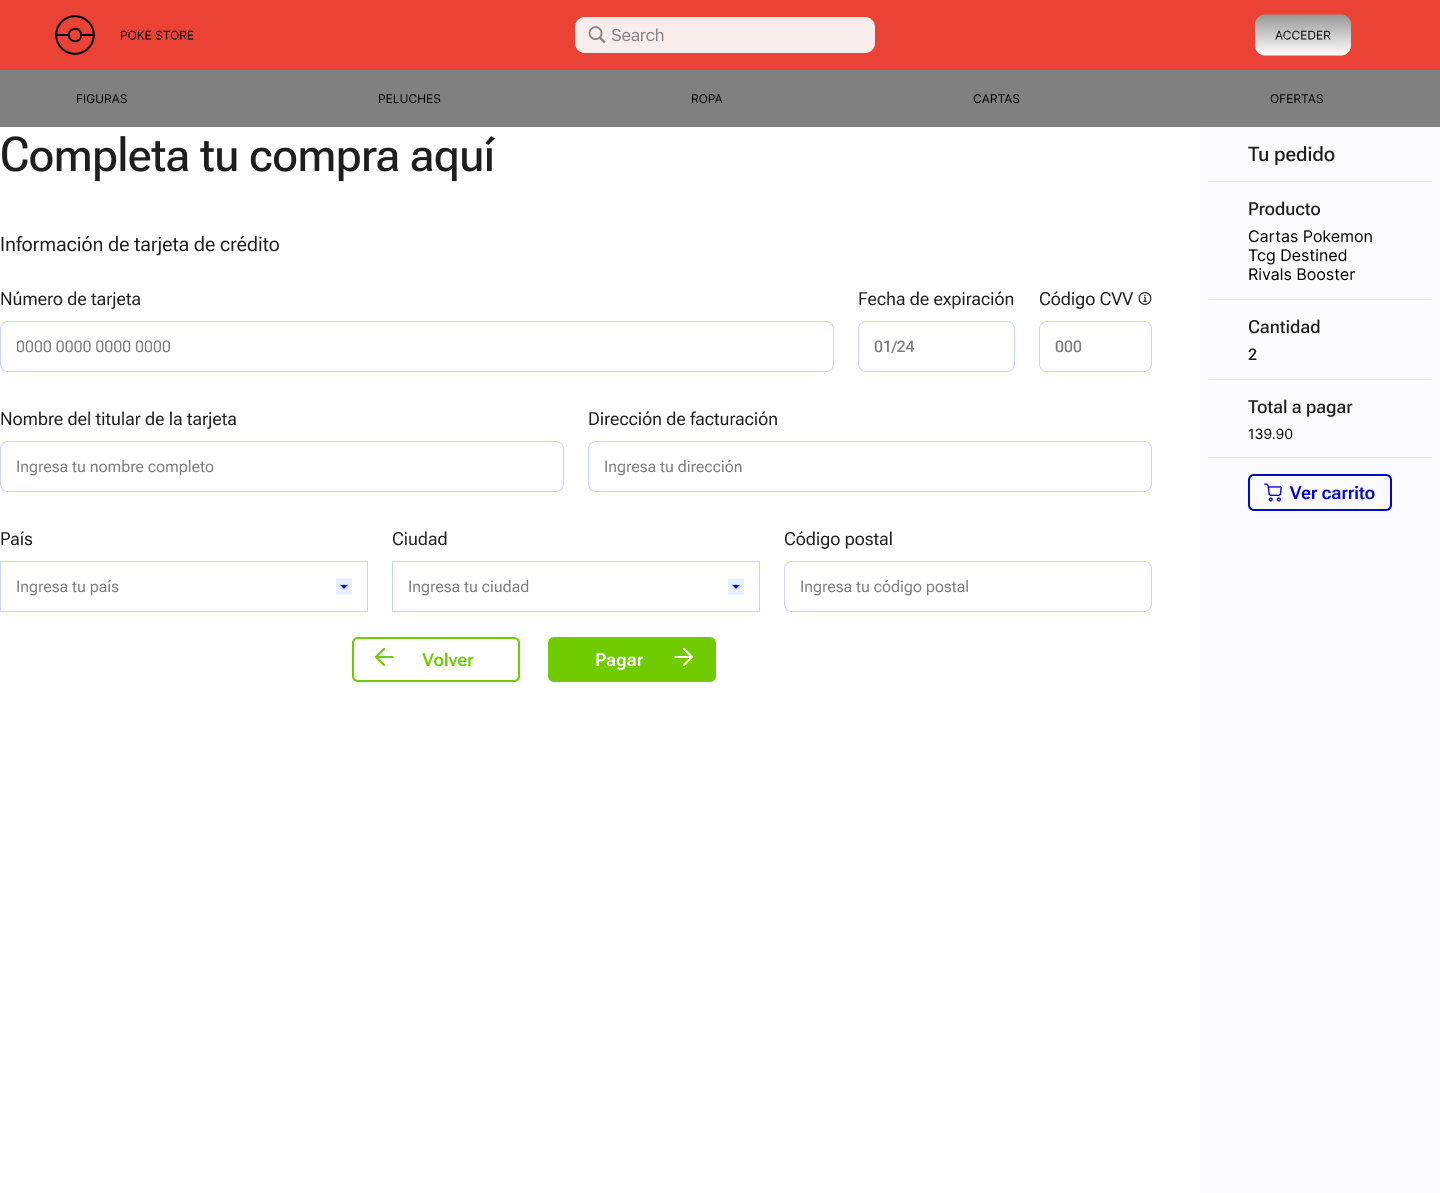 POKE STORE
Search
ACCEDER
FIGURAS
PELUCHES
ROPA
CARTAS
OFERTAS
Completa tu compra aquí
Información de tarjeta de crédito
Número de tarjeta
Fecha de expiración
Código CVV
0000 0000 0000 0000
01/24
000
Nombre del titular de la tarjeta
Dirección de facturación
Ingresa tu nombre completo
Ingresa tu dirección
País
Ciudad
Código postal
Ingresa tu país
Ingresa tu ciudad
Ingresa tu código postal
Volver
Pagar
Tu pedido
Producto
Cartas Pokemon
Tcg Destined
Rivals Booster
Cantidad
2
Total a pagar
139.90
Ver carrito